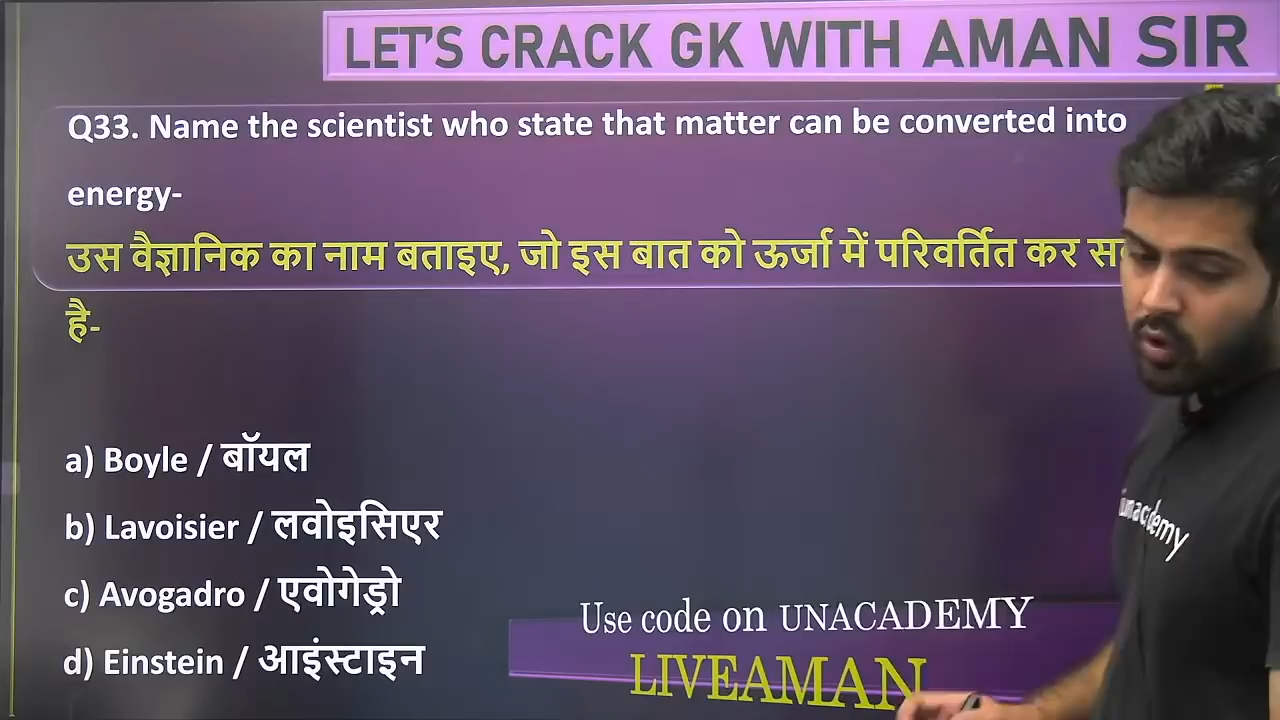 LET'S CRACK GK WITH AMAN SIR
Q33. Name the scientist who state that matter can be converted into
energy-
उस वैज्ञानिक का नाम बताइए, जो इस बात को ऊर्जा में परिवर्तित कर
है-
a) Boyle / बॉयल
b) Lavoisier / लवोइसिएर
c) Avogadro / एवोगेड्रो
d) Einstein / आइंस्टाइन
unacademy
Use code on UNACADEMY
LIVEAMAN